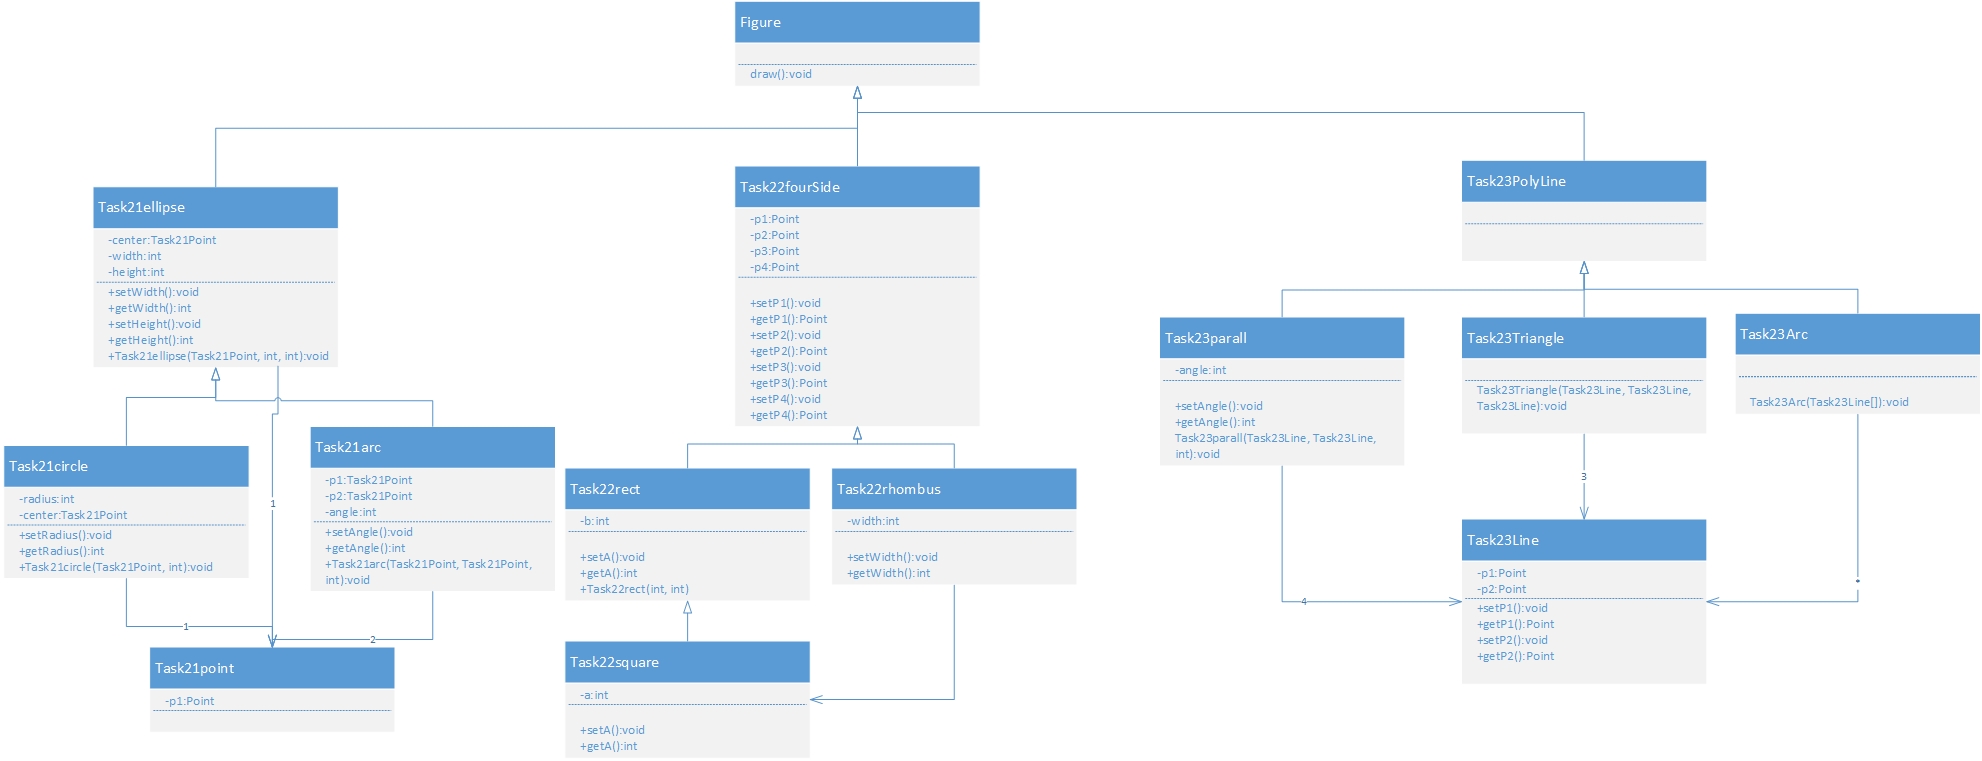 Figure
draw():void
Task21ellipse
-center:Task21Point
-width:int
-height:int
+setWidth():void
+getWidth():int
+setHeight():void
+getHeight():int
+Task21ellipse(Task21Point, int, int):void
Task22fourSide
-p1:Point
-p2:Point
-p3:Point
-p4:Point
+setP1():void
+getP1():Point
+setP2():void
+getP2():Point
+setP3():void
+getP3():Point
+setP4():void
+getP4():Point
Task23PolyLine
Task21circle
-radius:int
-center:Task21Point
+setRadius():void
+getRadius():int
+Task21circle(Task21Point, int):void
1
1
Task21arc
-p1:Task21Point
-p2:Task21Point
-angle:int
+setAngle():void
+getAngle():int
+Task21arc(Task21Point, Task21Point,
int):void
2
Task21point
-p1:Point
Task22rect
-b:int
+setA():void
+getA():int
+Task22rect(int, int)
Task22rhombus
-width:int
+setWidth():void
+getWidth():int
Task22square
-a:int
+setA():void
+getA():int
Task23parall
-angle:int
+setAngle():void
+getAngle():int
Task23parall(Task23Line, Task23Line,
int):void
4
Task23Triangle
Task23Triangle(Task23Line, Task23Line,
Task23Line):void
3
Task23Arc
Task23Arc(Task23Line[]):void
*
Task23Line
-p1:Point
-p2:Point
+setP1():void
+getP1():Point
+setP2():void
+getP2():Point